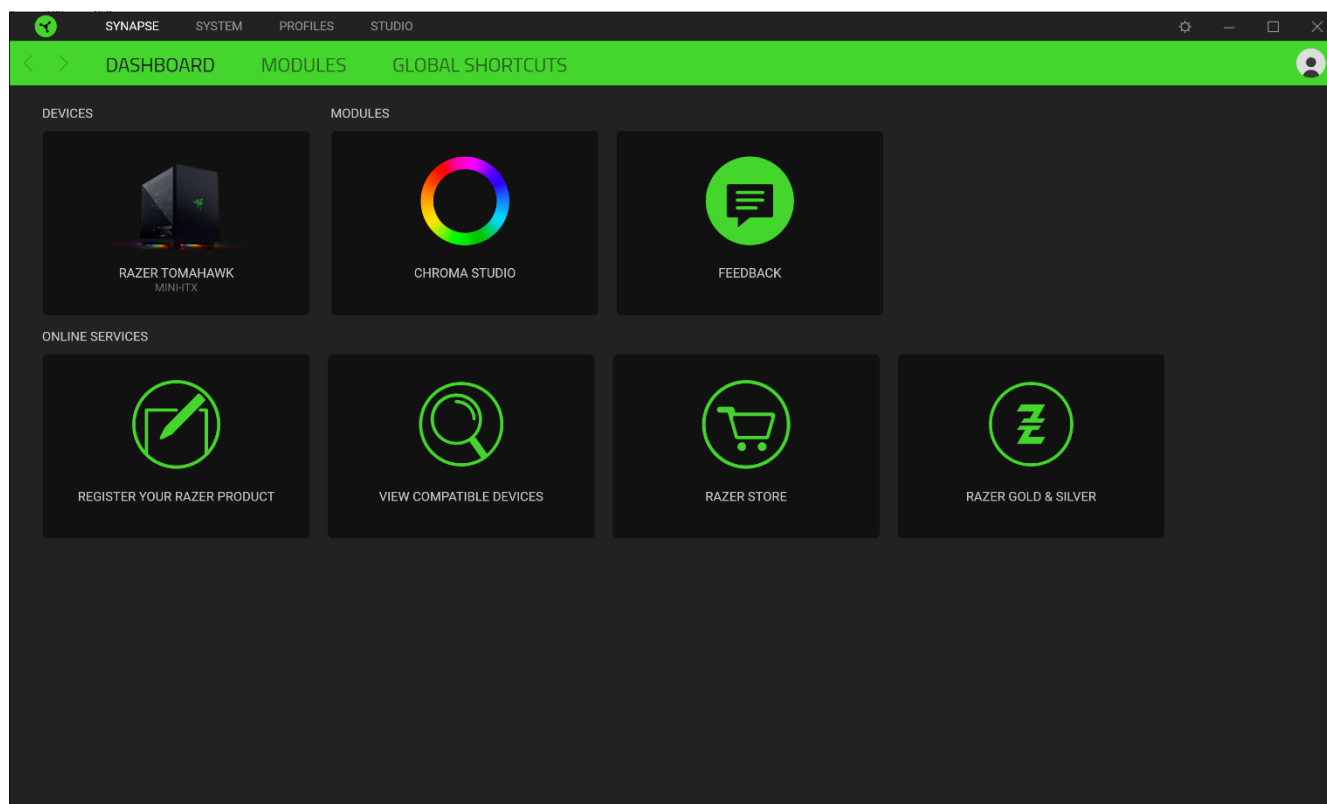 SYNAPSE SYSTEM PROFILES STUDIO
DASHBOARD MODULES GLOBAL SHORTCUTS
DEVICES MODULES
RAZER TOMAHAWK CHROMA STUDIO FEEDBACK
MINI-ITX
ONLINE SERVICES
REGISTER YOUR RAZER PRODUCT VIEW COMPATIBLE DEVICES RAZER STORE RAZER GOLD & SILVER